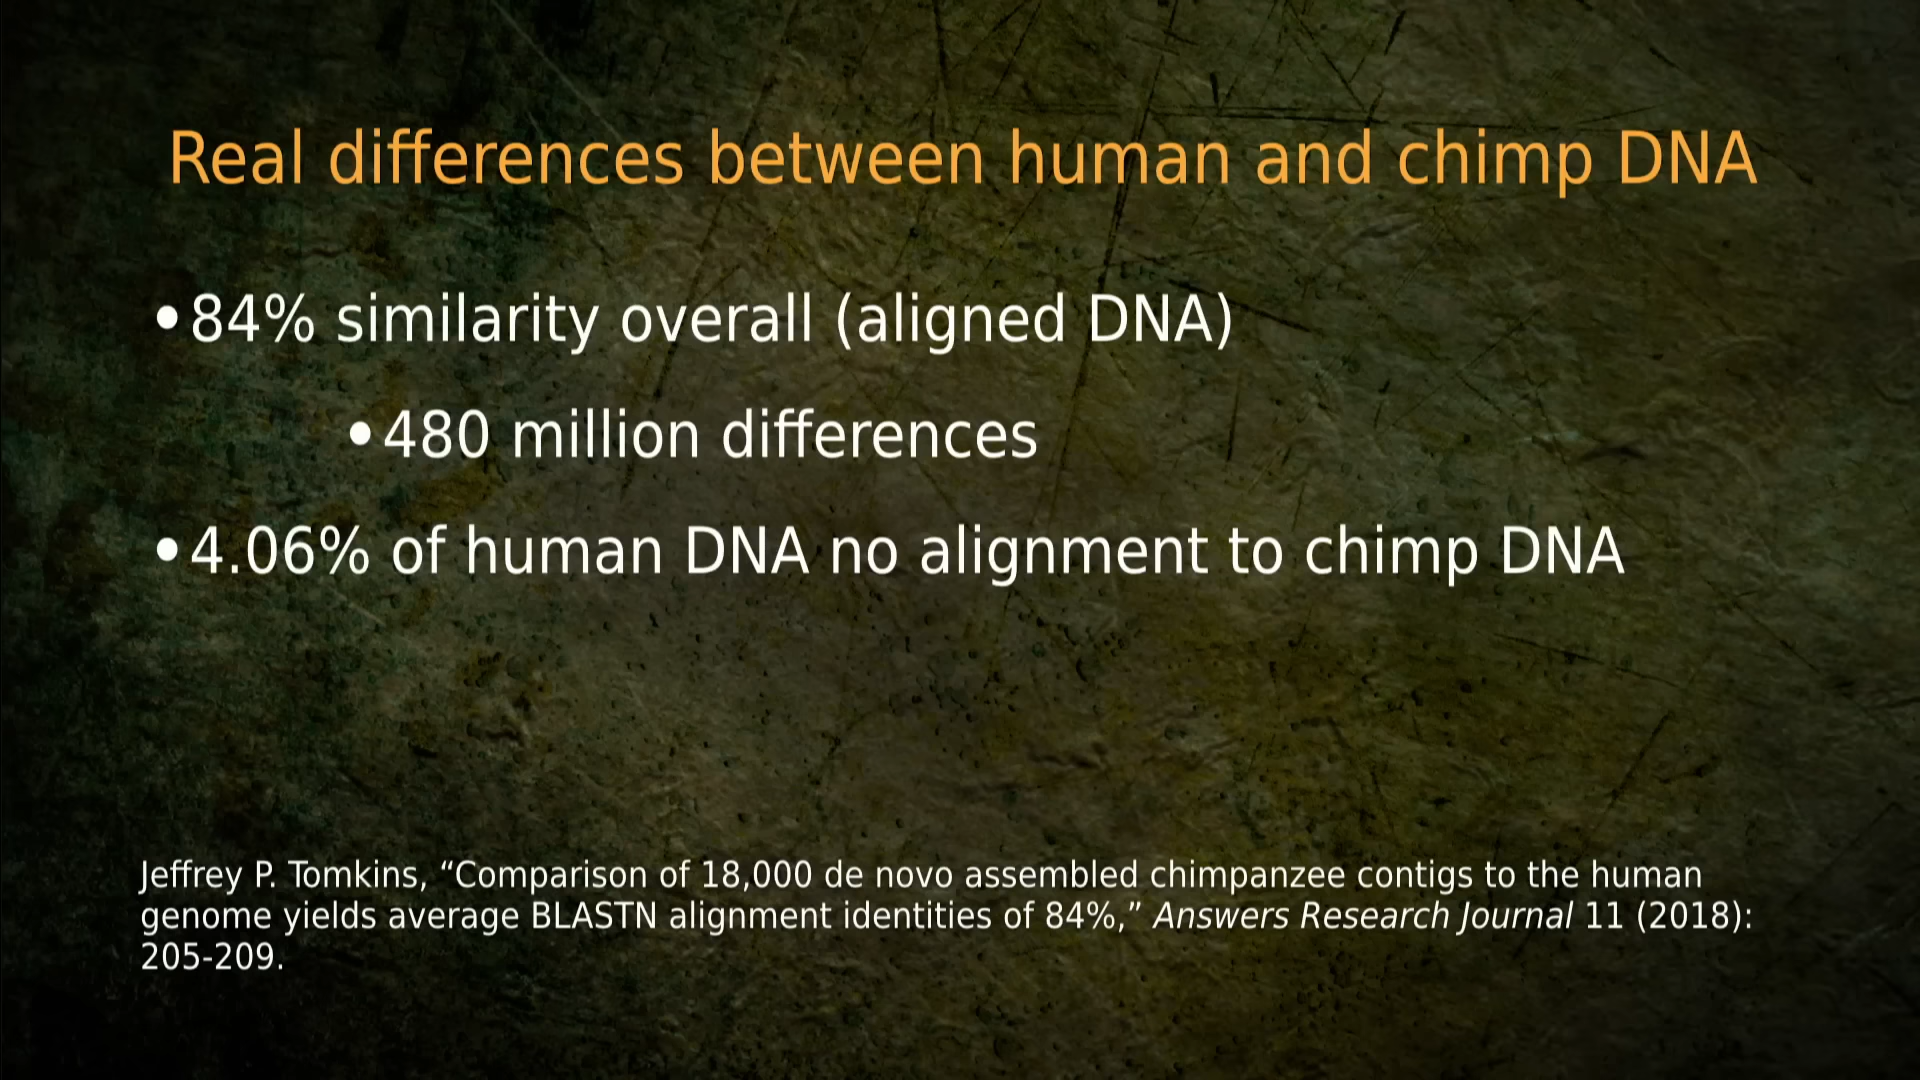 Real differences between human and chimp DNA
•84% similarity overall (aligned DNA)
•480 million differences
•4.06% of human DNA no alignment to chimp DNA
Jeffrey P. Tomkins, “Comparison of 18,000 de novo assembled chimpanzee contigs to the human
genome yields average BLASTN alignment identities of 84%,” Answers Research Journal 11 (2018):
205-209.